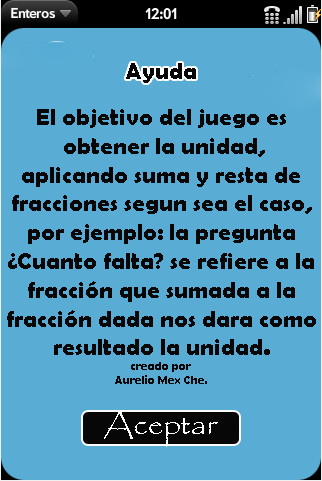 Enteros
12:01
Ayuda
El objetivo del juego es
obtener la unidad,
aplicando suma y resta de
fracciones segun sea el caso,
por ejemplo: la pregunta
¿Cuanto falta? se refiere a la
fracción que sumada a la
fracción dada nos dara como
resultado la unidad.
creado por
Aurelio Mex Che.
Aceptar